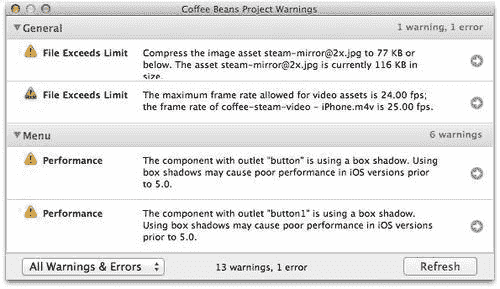 Coffee Beans Project Warnings
General
1 warning, 1 error
File Exceeds Limit
Compress the image asset steam-mirror@2x.jpg to 77 KB or
below. The asset steam-mirror@2x.jpg is currently 116 KB in
size.
File Exceeds Limit
The maximum frame rate allowed for video assets is 24.00 fps;
the frame rate of coffee-steam-video - iPhone.m4v is 25.00 fps.
Menu
6 warnings
Performance
The component with outlet "button" is using a box shadow. Using
box shadows may cause poor performance in iOS versions prior
to 5.0.
Performance
The component with outlet "button1" is using a box shadow.
Using box shadows may cause poor performance in iOS versions
prior to 5.0.
All Warnings & Errors
13 warnings, 1 error
Refresh